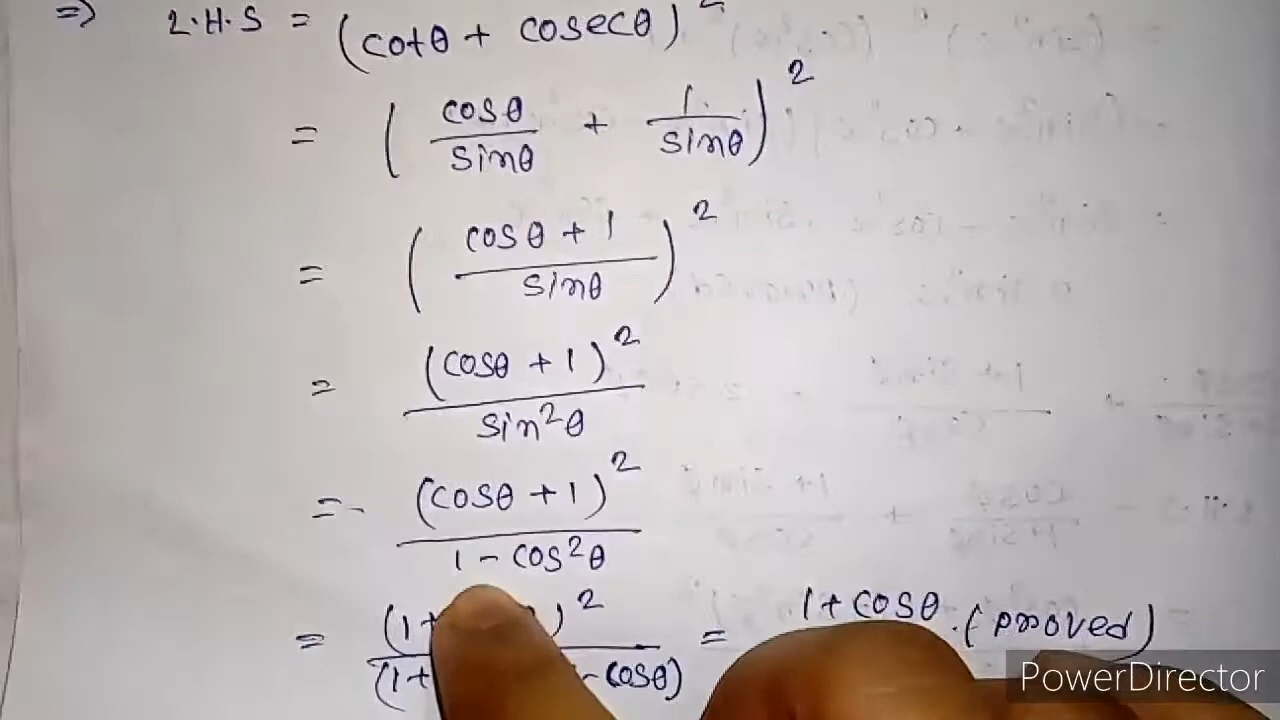 => L.H.S = (cotθ + cosecθ)²
= ( cosθ/sinθ + 1/sinθ )²
= ( cosθ + 1 / sinθ )²
= (cosθ + 1)² / sin²θ
= (cosθ + 1)² / 1 - cos²θ
= (1+ )² / (1+ - cosθ) = 1 + cosθ (proved)
PowerDirector